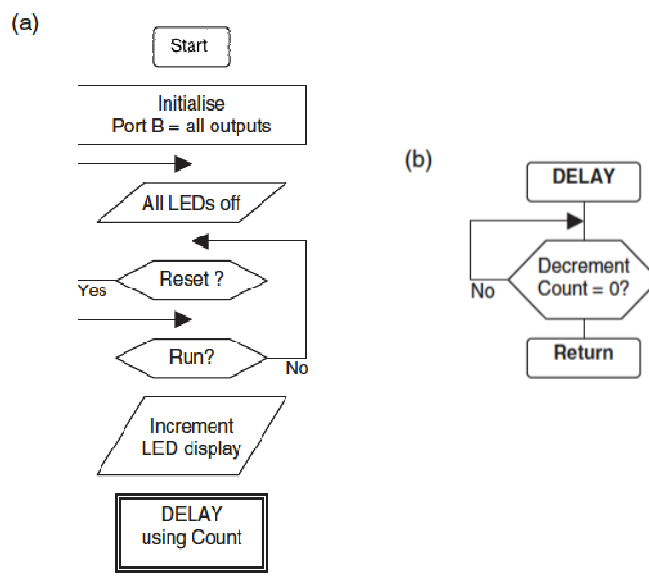 (a)
Start
Initialise
Port B = all outputs
All LEDs off
Reset ?
Yes
Run?
No
Increment
LED display
DELAY
using Count
(b)
DELAY
Decrement
Count = 0?
No
Return